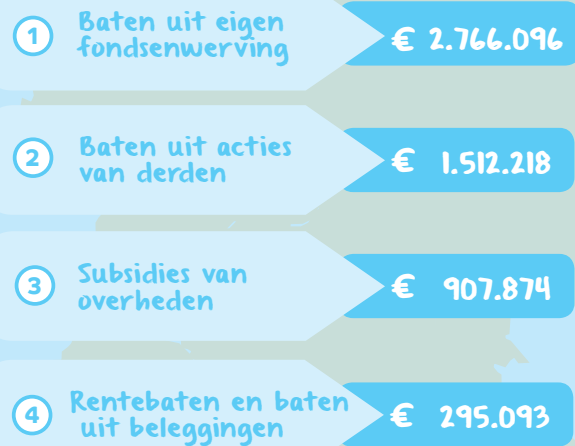 1 Baten uit eigen
fondsenwerving
€ 2.766.096
2 Baten uit acties
van derden
€ 1.512.218
3 Subsidies van
overheden
€ 907.874
4 Rentebaten en baten
uit beleggingen
€ 295.093